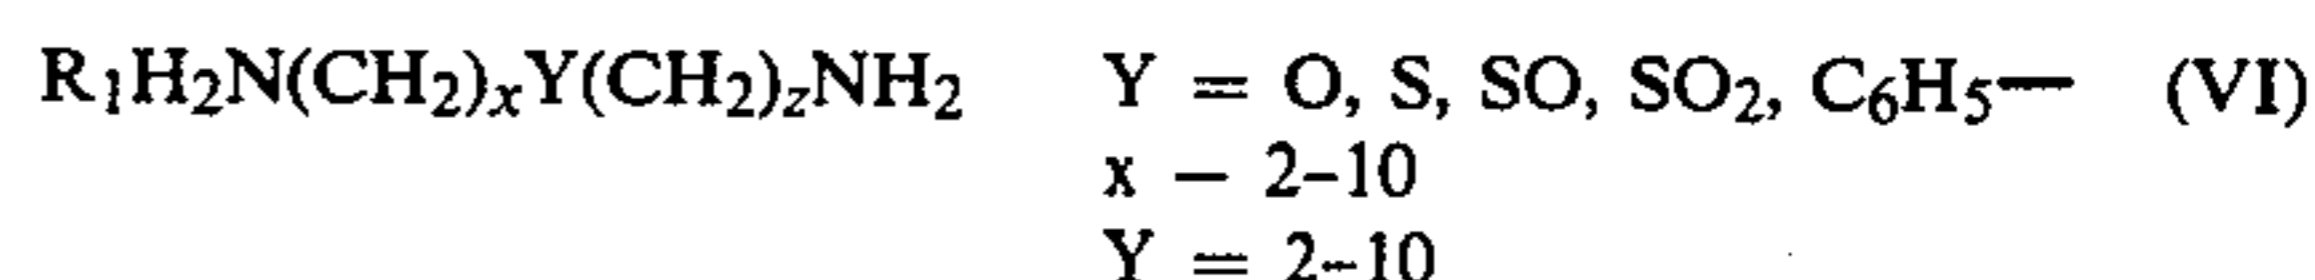 R₁H₂N(CH₂)ₓY(CH₂)zNH₂ Y = O, S, SO, SO₂, C₆H₅— (VI)
x — 2–10
Y = 2–10